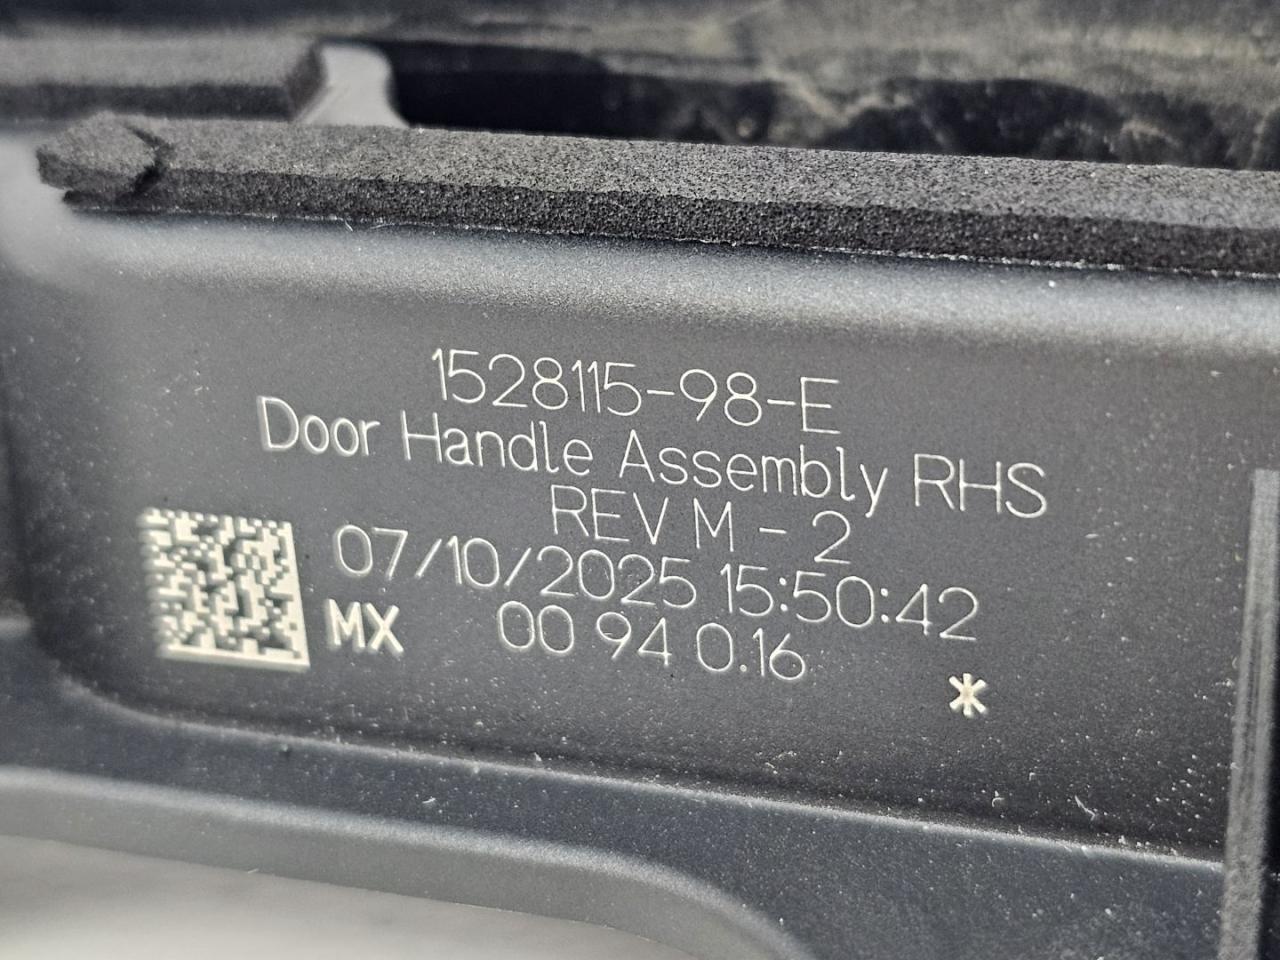 1528115-98-E
Door Handle Assembly RHS
REV M - 2
07/10/2025 15:50:42
MX 00 94 0.16
*